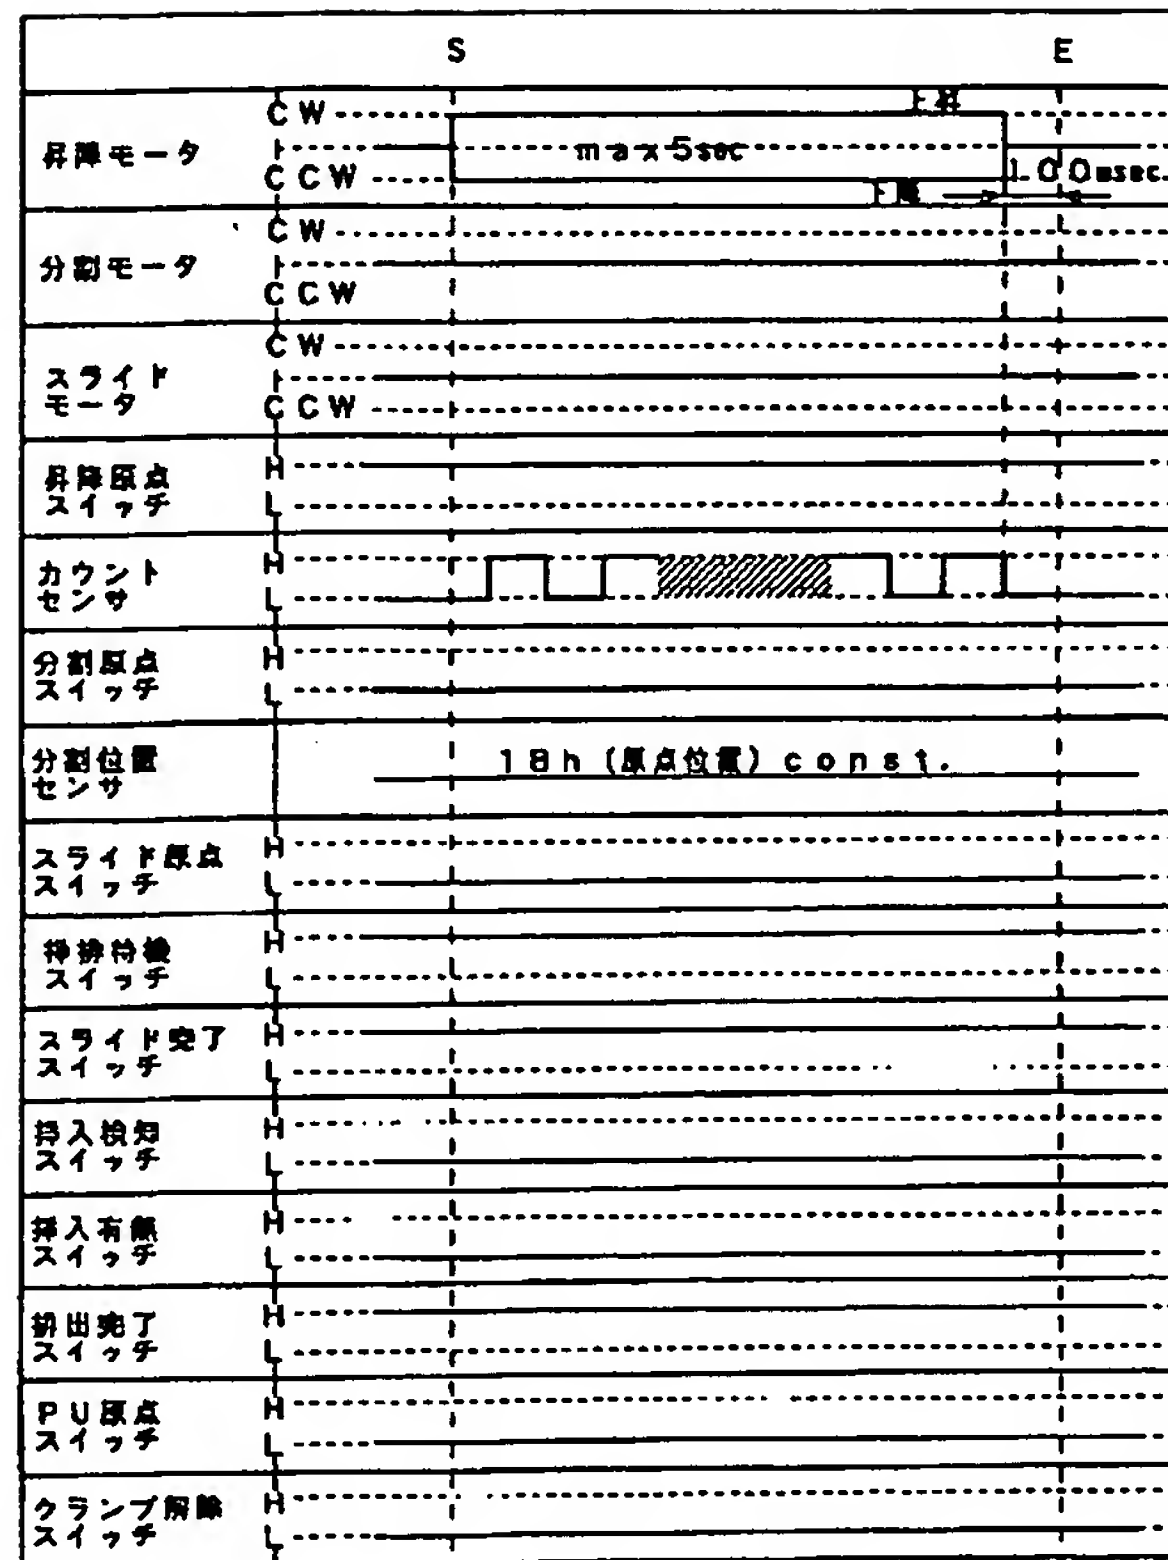 S
E
昇降モータ
CW
CCW
上昇
max5sec
下降
100msec.
分割モータ
CW
CCW
スライド
モータ
CW
CCW
昇降原点
スイッチ
H
L
カウント
センサ
H
L
分割原点
スイッチ
H
L
分割位置
センサ
18h (原点位置) const.
スライド原点
スイッチ
H
L
挿排待機
スイッチ
H
L
スライド完了
スイッチ
H
L
挿入検知
スイッチ
H
L
挿入有無
スイッチ
H
L
排出完了
スイッチ
H
L
PU原点
スイッチ
H
L
クランプ解除
スイッチ
H
L